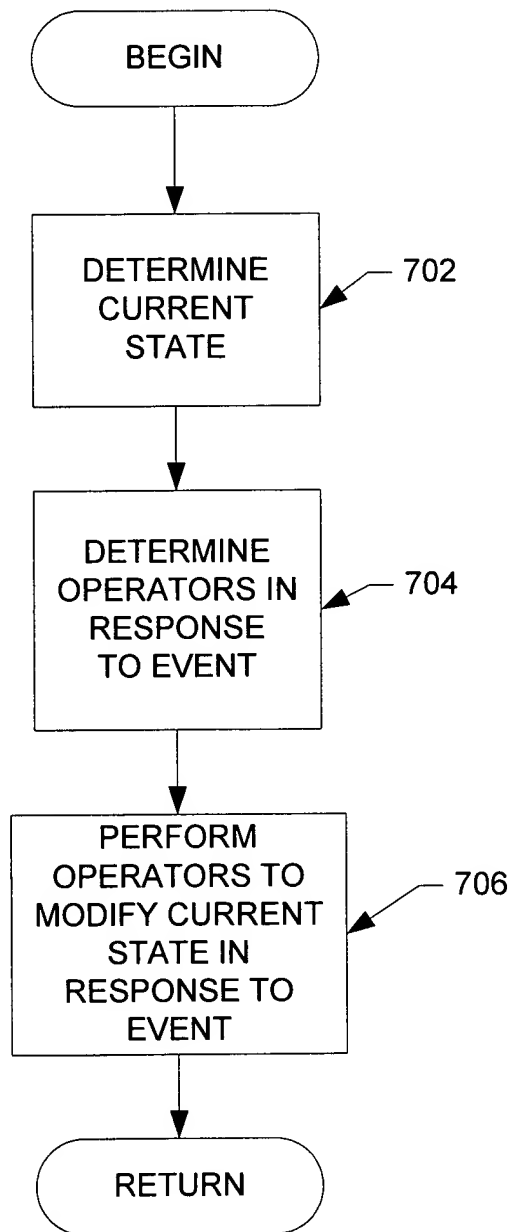 BEGIN
DETERMINE
CURRENT
STATE
702
DETERMINE
OPERATORS IN
RESPONSE
TO EVENT
704
PERFORM
OPERATORS TO
MODIFY CURRENT
STATE IN
RESPONSE TO
EVENT
706
RETURN